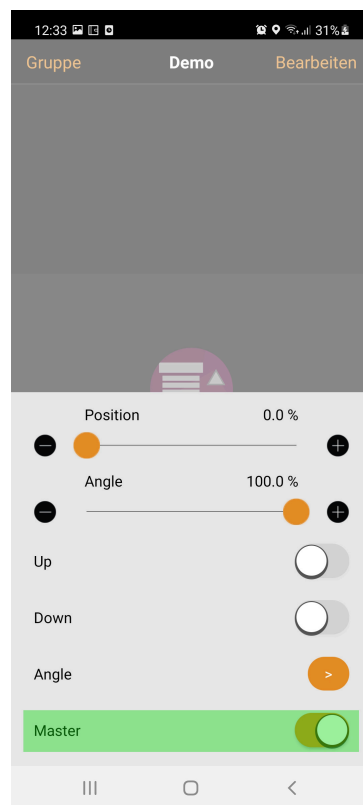 12:33 31%
Gruppe Demo Bearbeiten
Position 0.0 %
Angle 100.0 %
Up
Down
Angle >
Master